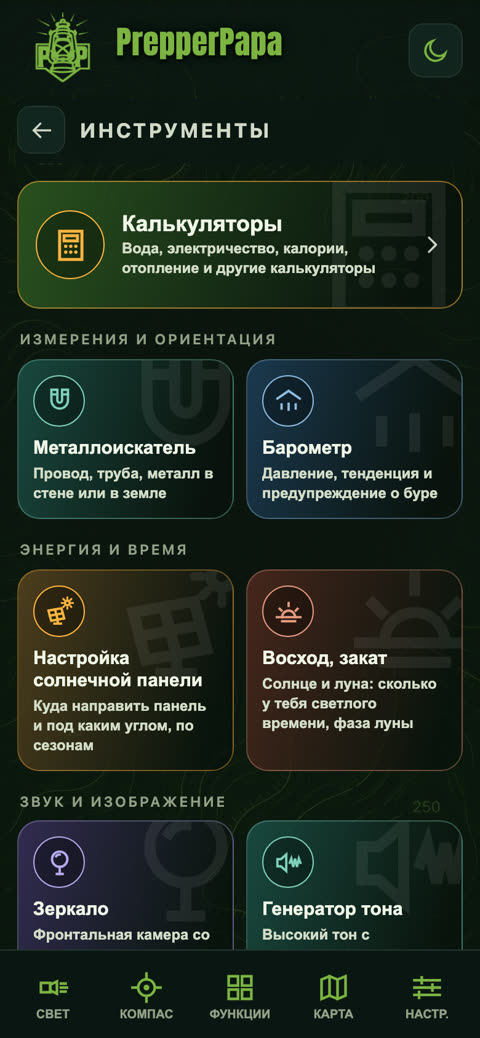 PrepperPapa
ИНСТРУМЕНТЫ
Калькуляторы
Вода, электричество, калории,
отопление и другие калькуляторы
ИЗМЕРЕНИЯ И ОРИЕНТАЦИЯ
Металлоискатель
Провод, труба, металл в
стене или в земле
Барометр
Давление, тенденция и
предупреждение о буре
ЭНЕРГИЯ И ВРЕМЯ
Настройка
солнечной панели
Куда направить панель
и под каким углом, по
сезонам
Восход, закат
Солнце и луна: сколько
у тебя светлого
времени, фаза луны
ЗВУК И ИЗОБРАЖЕНИЕ
250
Зеркало
Фронтальная камера со
Генератор тона
Высокий тон с
СВЕТ
КОМПАС
ФУНКЦИИ
КАРТА
НАСТР.